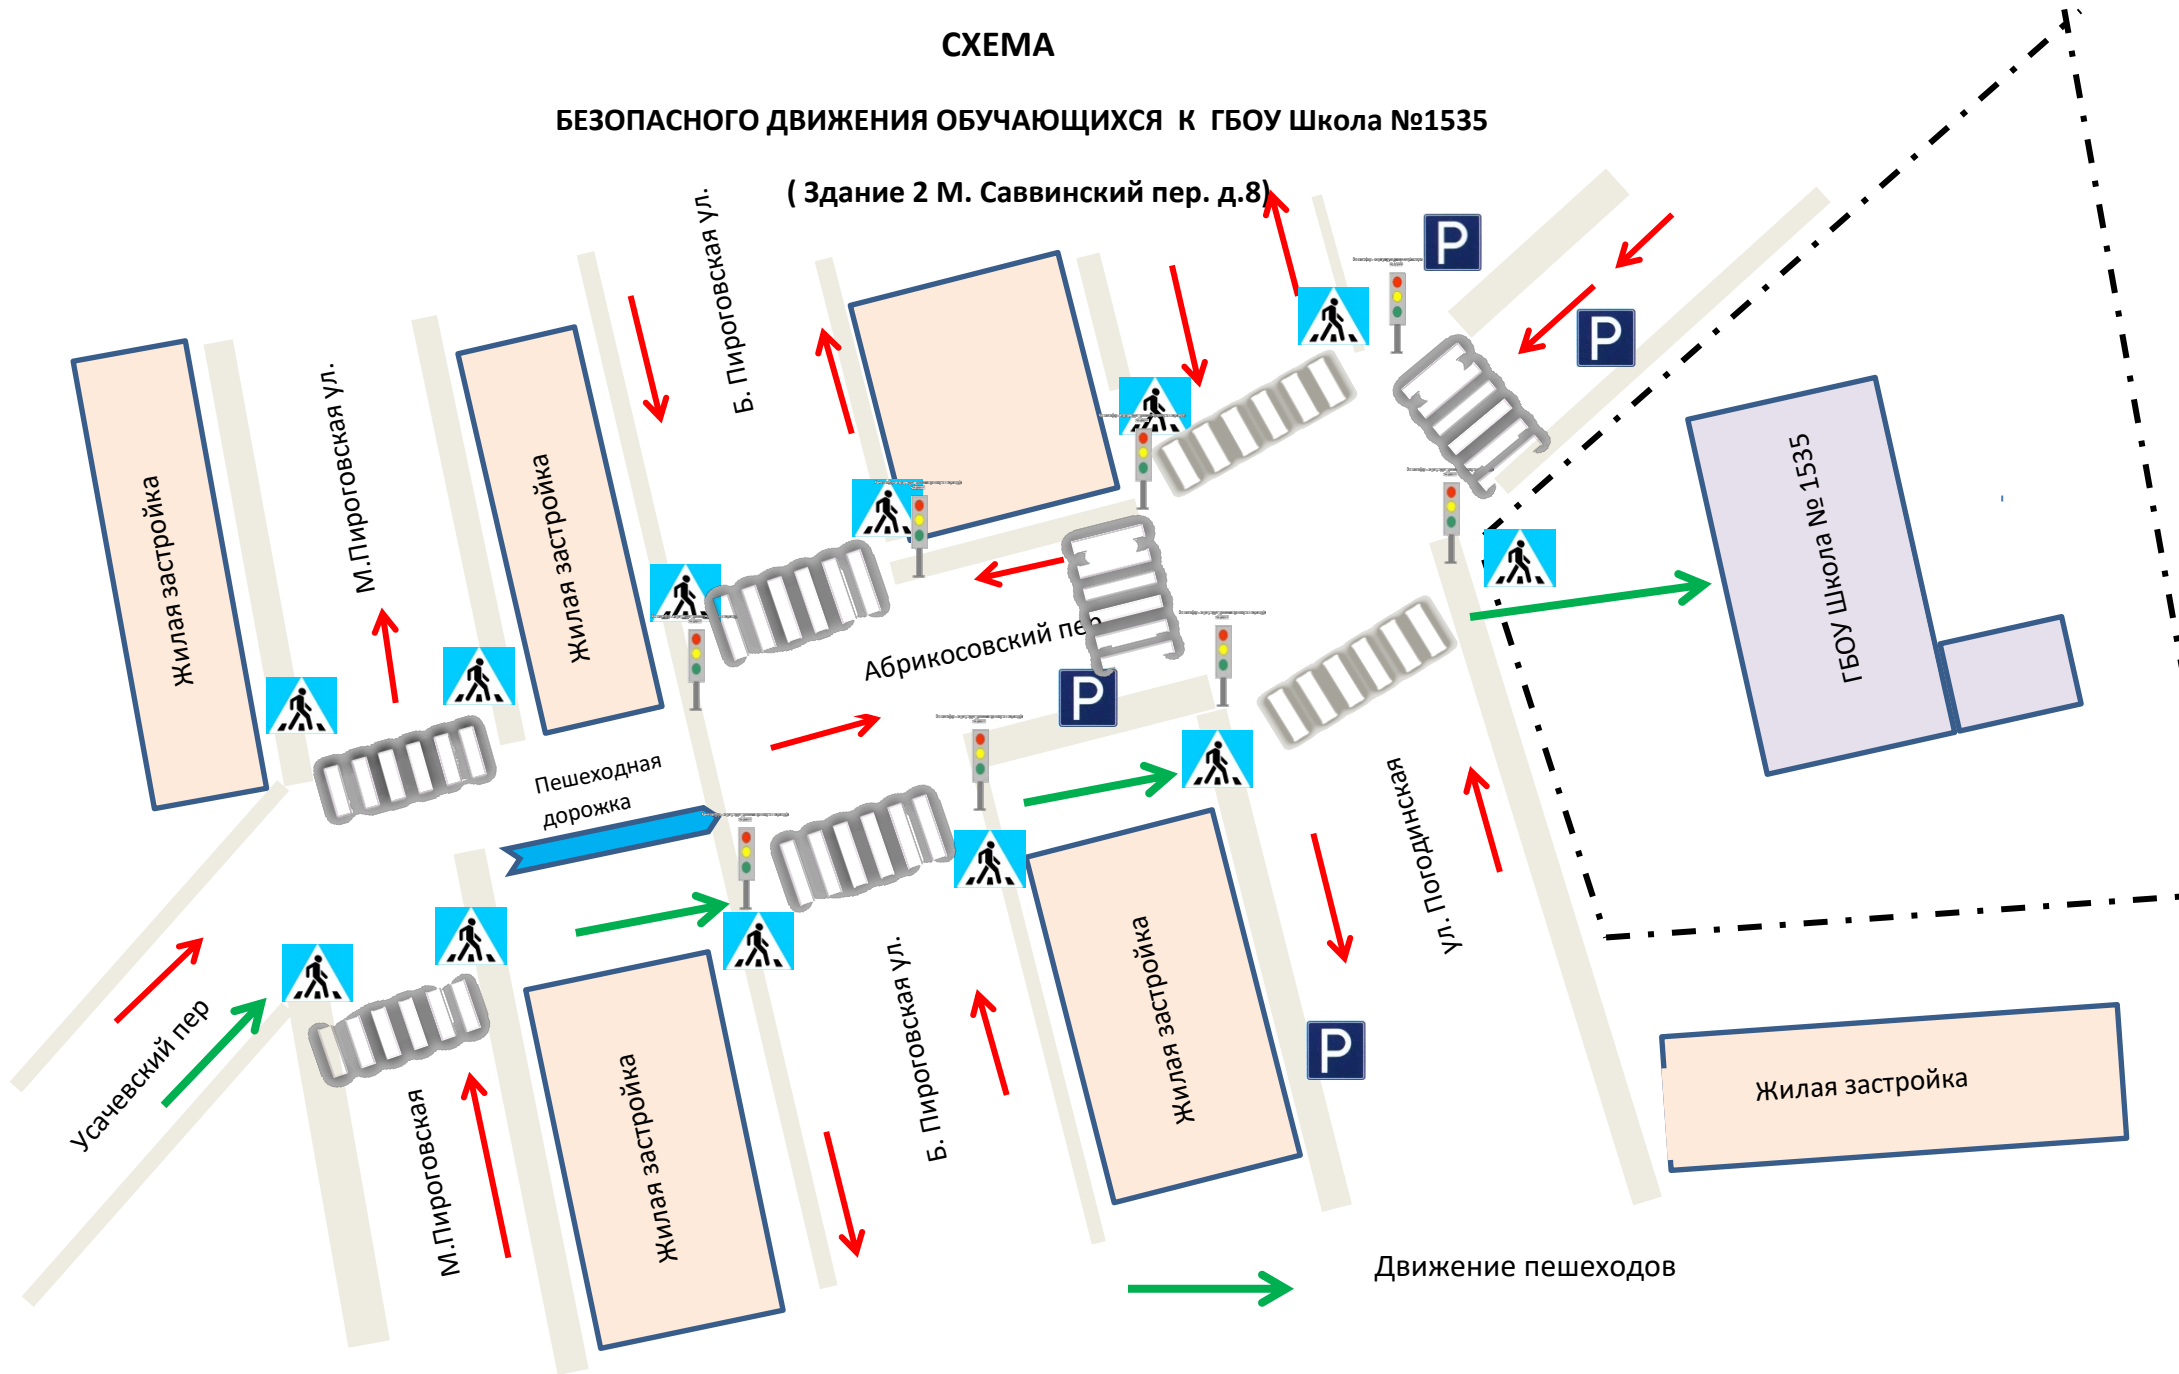 СХЕМА
БЕЗОПАСНОГО ДВИЖЕНИЯ ОБУЧАЮЩИХСЯ К ГБОУ Школа №1535
( Здание 2 М. Саввинский пер. д.8)
Б. Пироговская ул.
P
P
М.Пироговская ул.
Жилая застройка
Жилая застройка
ГБОУ Школа № 1535
Абрикосовский пер
P
Пешеходная
дорожка
ул. Погодинская
Б. Пироговская ул.
Жилая застройка
Усачевский пер
P
М.Пироговская
Жилая застройка
Жилая застройка
Движение пешеходов